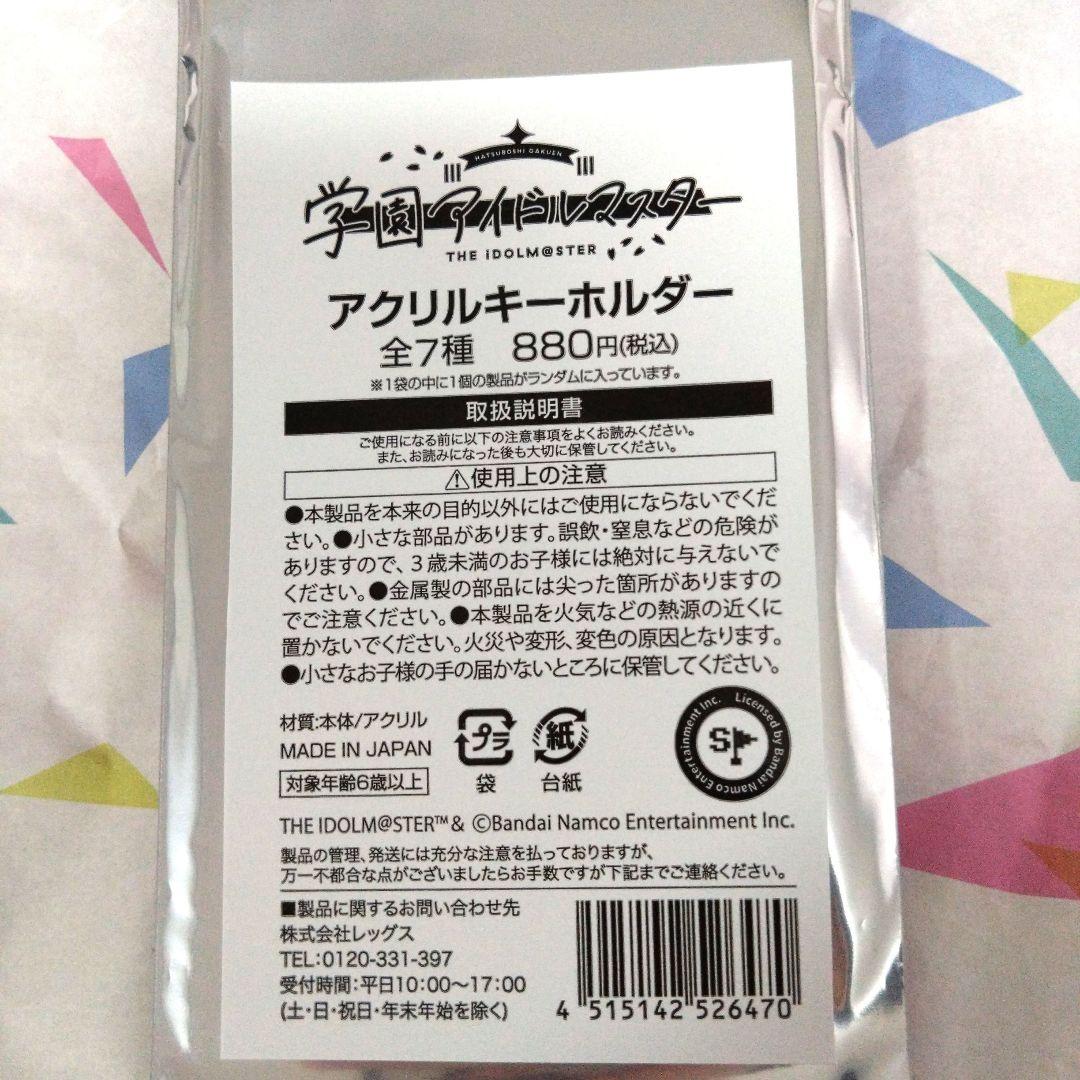 HATSUBOSHI GAKUEN
学園アイドルマスター
THE iDOLM@STER
アクリルキーホルダー
全7種 880円(税込)
※1袋の中に1個の製品がランダムに入っています。
取扱説明書
ご使用になる前に以下の注意事項をよくお読みください。
また、お読みになった後も大切に保管してください。
⚠使用上の注意
●本製品を本来の目的以外にはご使用にならないでくだ
さい。●小さな部品があります。誤飲・窒息などの危険が
ありますので、3歳未満のお子様には絶対に与えないで
ください。●金属製の部品には尖った箇所がありますの
でご注意ください。●本製品を火気などの熱源の近くに
置かないでください。火災や変形、変色の原因となります。
●小さなお子様の手の届かないところに保管してください。
材質:本体/アクリル
MADE IN JAPAN
対象年齢6歳以上
プラ
袋
紙
台紙
Licensed by Bandai Namco Entertainment Inc.
S
THE IDOLM@STER™& ©Bandai Namco Entertainment Inc.
製品の管理、発送には充分な注意を払っておりますが、
万一不都合な点がございましたらお手数ですが下記までご連絡ください。
■製品に関するお問い合わせ先
株式会社レッグス
TEL:0120-331-397
受付時間:平日10:00～17:00
(土・日・祝日・年末年始を除く)
4 515142 526470